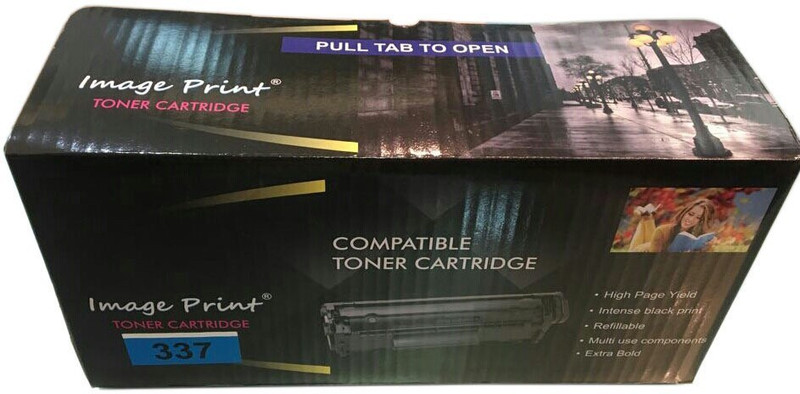 PULL TAB TO OPEN
Image Print®
TONER CARTRIDGE
COMPATIBLE
TONER CARTRIDGE
Image Print®
TONER CARTRIDGE
337
• High Page Yield
• Intense black print
• Refillable
• Multi use components
• Extra Bold